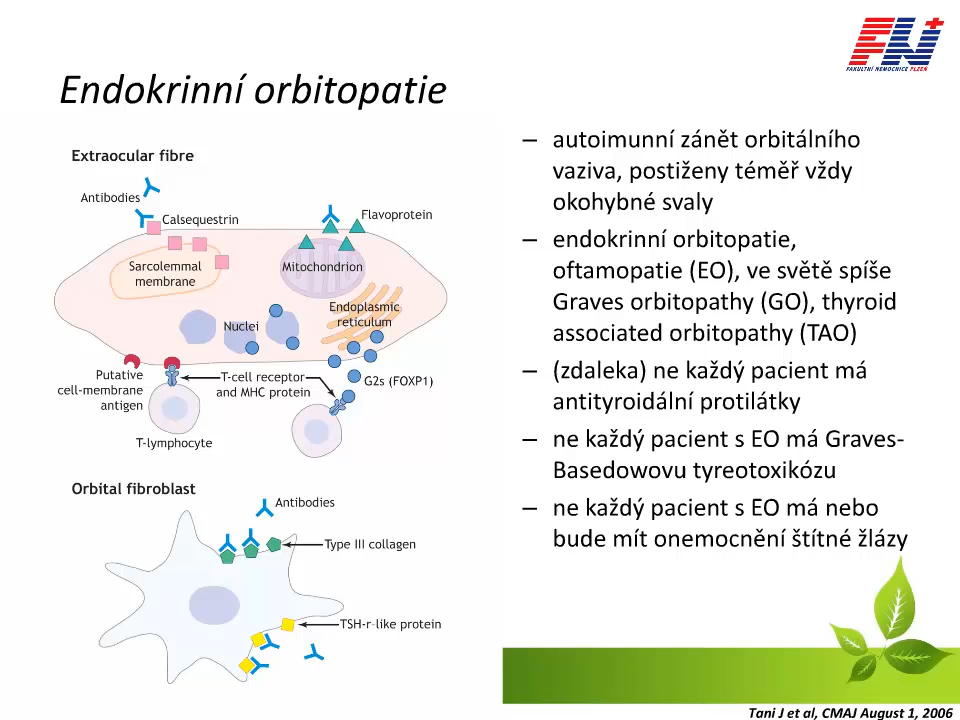 FAKULTNÍ NEMOCNICE PLZEŇ
Endokrinní orbitopatie
Extraocular fibre
Antibodies
Calsequestrin
Flavoprotein
Sarcolemmal
membrane
Mitochondrion
Endoplasmic
reticulum
Nuclei
Putative
cell-membrane
antigen
T-cell receptor
and MHC protein
G2s (FOXP1)
T-lymphocyte
Orbital fibroblast
Antibodies
Type III collagen
TSH-r–like protein
– autoimunní zánět orbitálního
vaziva, postiženy téměř vždy
okohybné svaly
– endokrinní orbitopatie,
oftamopatie (EO), ve světě spíše
Graves orbitopathy (GO), thyroid
associated orbitopathy (TAO)
– (zdaleka) ne každý pacient má
antityroidální protilátky
– ne každý pacient s EO má Graves-
Basedowovu tyreotoxikózu
– ne každý pacient s EO má nebo
bude mít onemocnění štítné žlázy
Tani J et al, CMAJ August 1, 2006